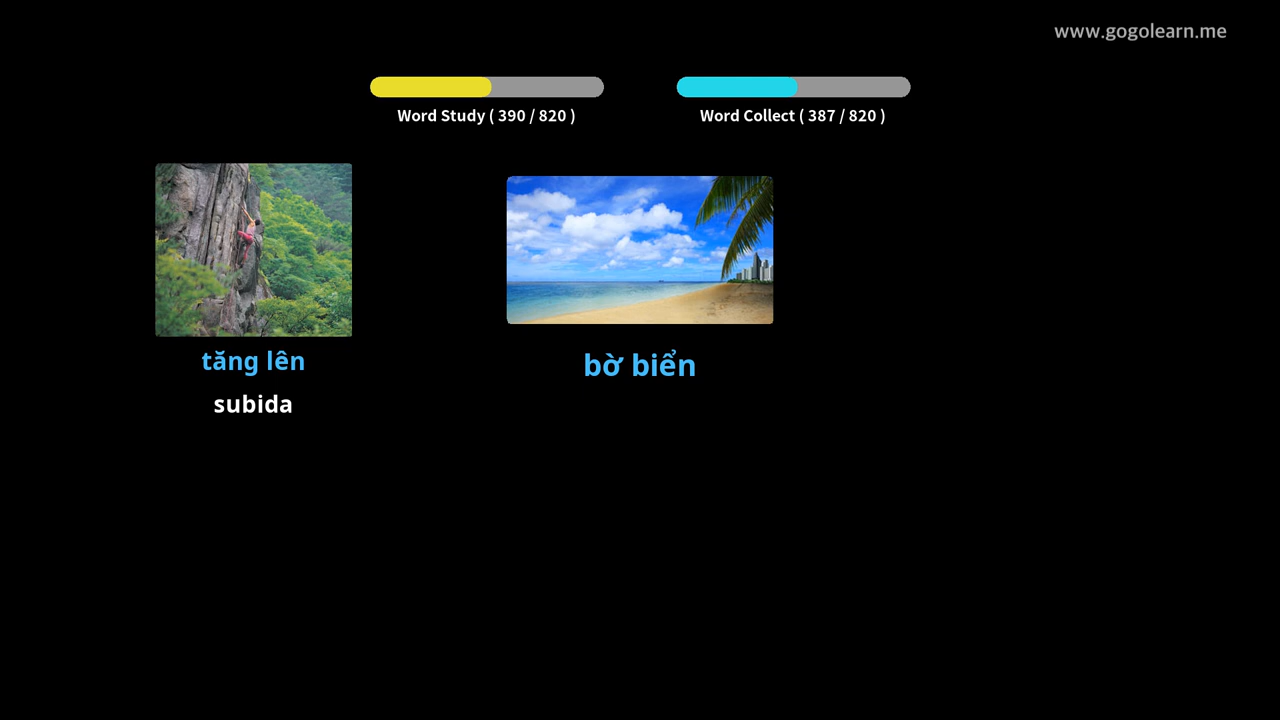 www.gogolearn.me
Word Study ( 390 / 820 )
Word Collect ( 387 / 820 )
tăng lên
subida
bờ biển